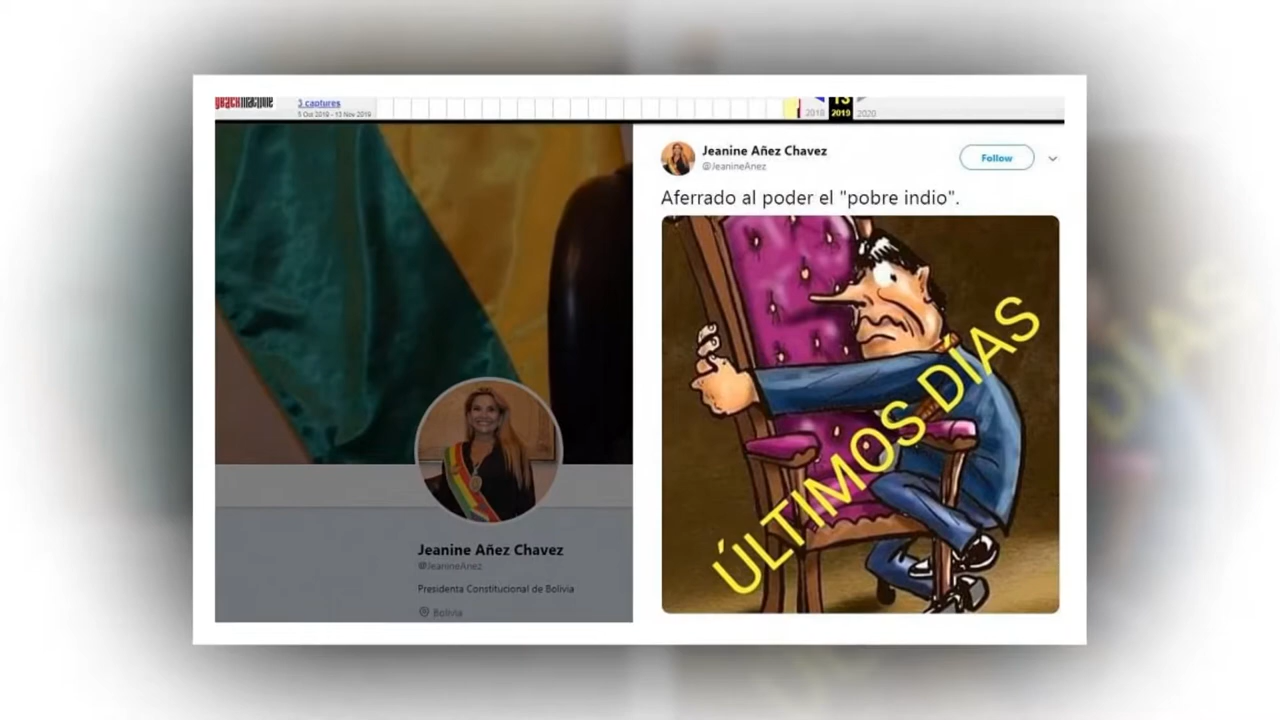 3 captures
5 Oct 2019 - 13 Nov 2019
13
2018 2019 2020
Jeanine Añez Chavez
@JeanineAnez
Follow
Aferrado al poder el "pobre indio".
ÚLTIMOS DÍAS
Jeanine Añez Chavez
@JeanineAnez
Presidenta Constitucional de Bolivia
Bolivia